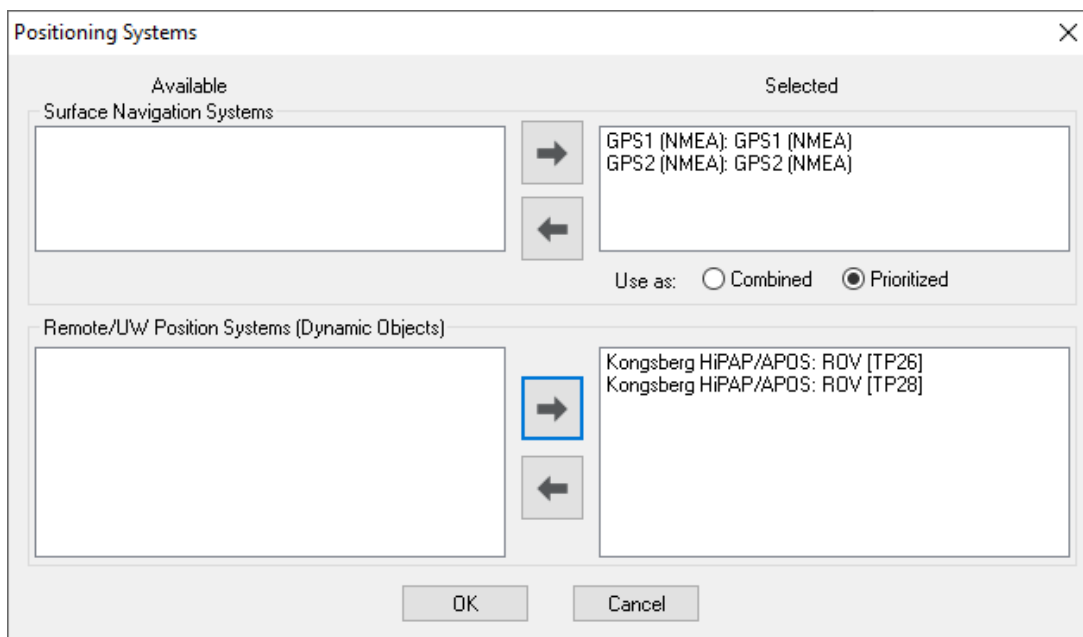 Positioning Systems
Available
Selected
Surface Navigation Systems
GPS1 (NMEA): GPS1 (NMEA)
GPS2 (NMEA): GPS2 (NMEA)
Use as: Combined Prioritized
Remote/UW Position Systems (Dynamic Objects)
Kongsberg HiPAP/APOS: ROV [TP26]
Kongsberg HiPAP/APOS: ROV [TP28]
OK
Cancel